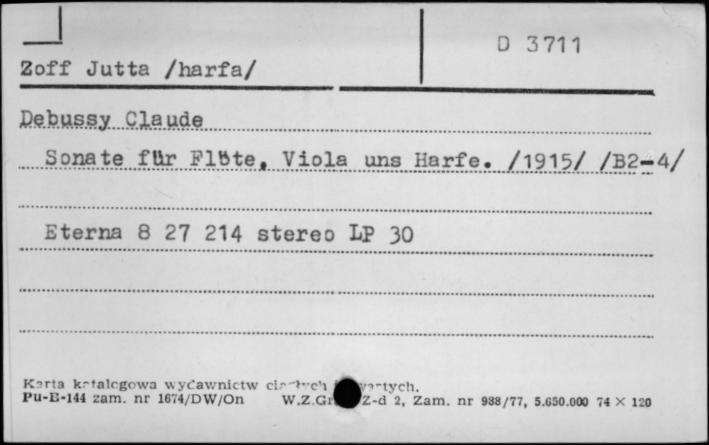 D 3711
Zoff Jutta /harfa/
Debussy Claude
Sonate für Flöte, Viola uns Harfe. /1915/ /B2-4/
Eterna 8 27 214 stereo LP 30
Karta katalogowa wydawnictw
Pu-B-144 zam. nr 1674/DW/On W.Z.Gr Z-d 2, Zam. nr 988/77, 5.650.000 74 × 120